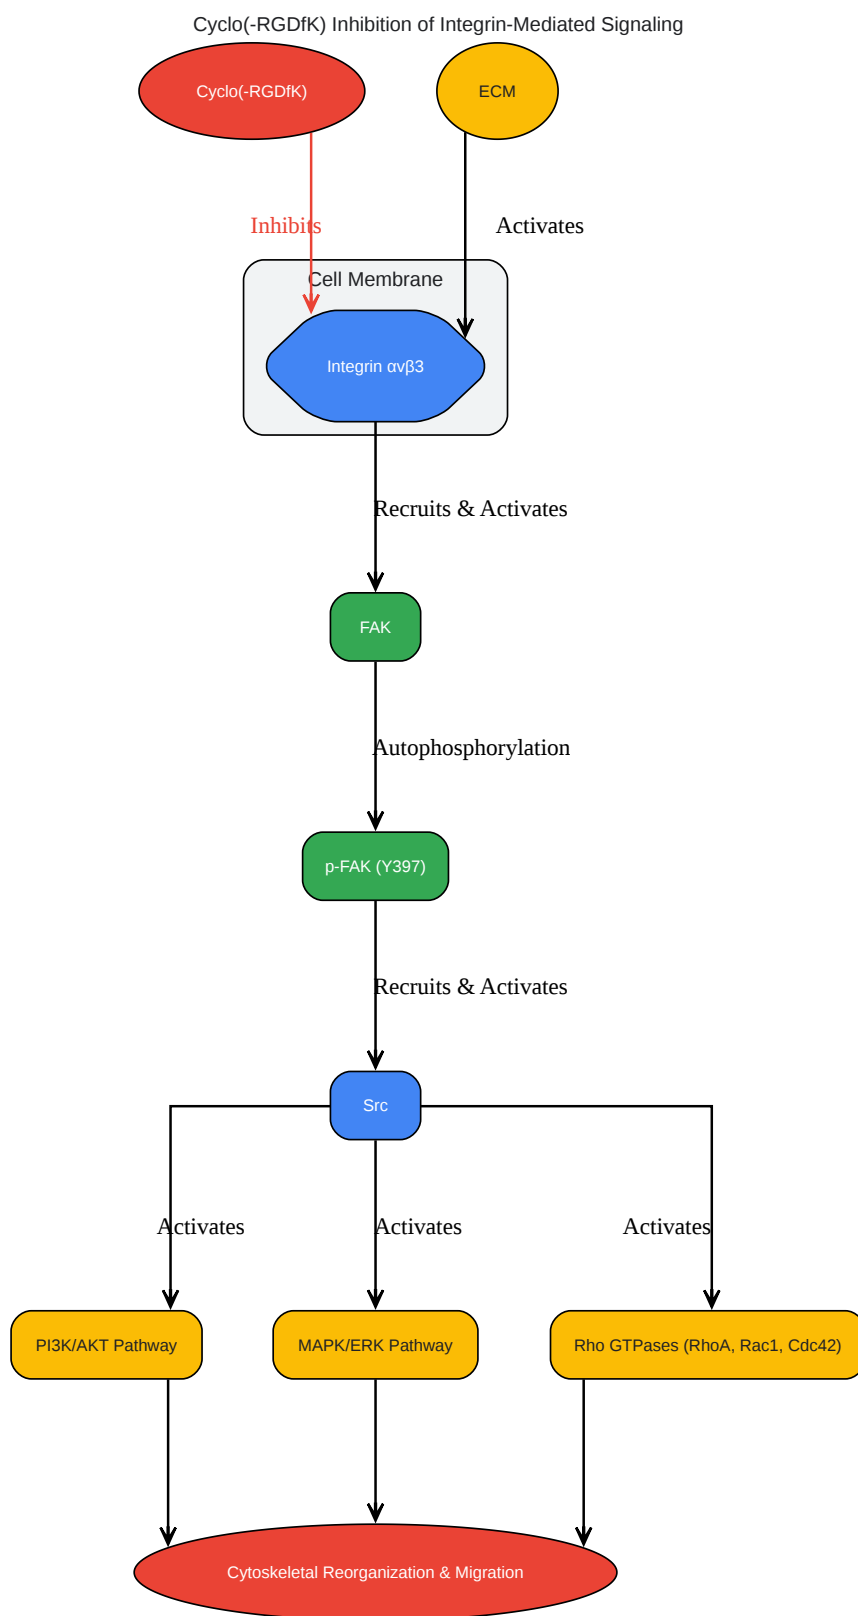 Cyclo(-RGDfK) Inhibition of Integrin-Mediated Signaling
Cyclo(-RGDfK)
ECM
Inhibits
Activates
Cell Membrane
Integrin αvβ3
Recruits & Activates
FAK
Autophosphorylation
p-FAK (Y397)
Recruits & Activates
Src
Activates
Activates
Activates
PI3K/AKT Pathway
MAPK/ERK Pathway
Rho GTPases (RhoA, Rac1, Cdc42)
Cytoskeletal Reorganization & Migration